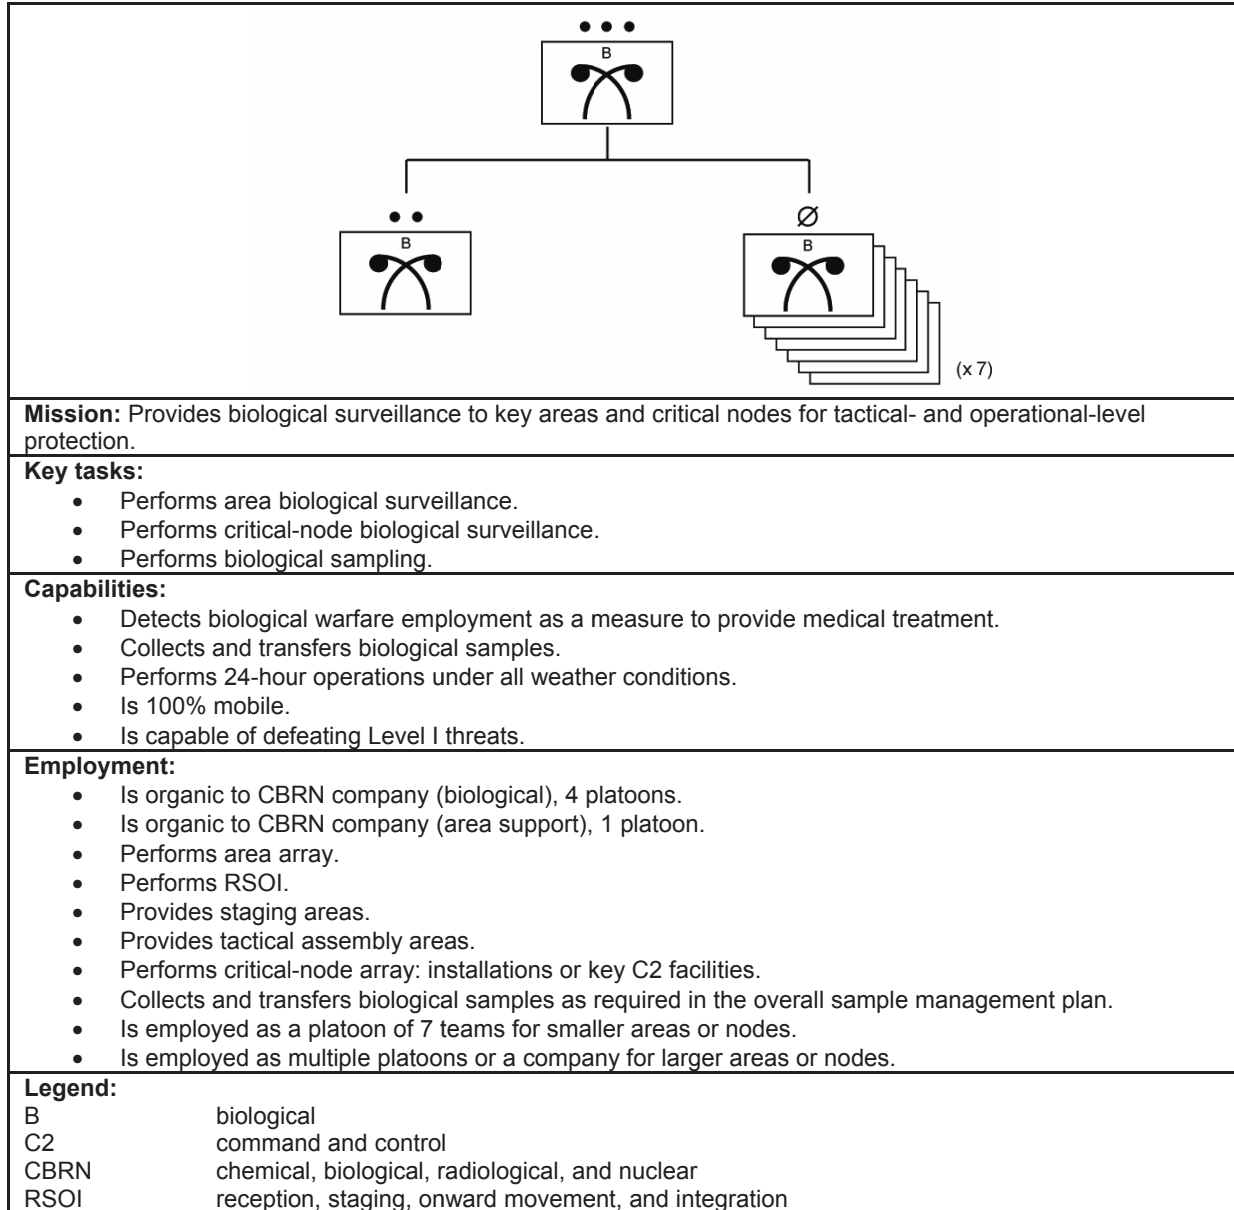 B
B
B
(x 7)
Mission: Provides biological surveillance to key areas and critical nodes for tactical- and operational-level
protection.
Key tasks:
• Performs area biological surveillance.
• Performs critical-node biological surveillance.
• Performs biological sampling.
Capabilities:
• Detects biological warfare employment as a measure to provide medical treatment.
• Collects and transfers biological samples.
• Performs 24-hour operations under all weather conditions.
• Is 100% mobile.
• Is capable of defeating Level I threats.
Employment:
• Is organic to CBRN company (biological), 4 platoons.
• Is organic to CBRN company (area support), 1 platoon.
• Performs area array.
• Performs RSOI.
• Provides staging areas.
• Provides tactical assembly areas.
• Performs critical-node array: installations or key C2 facilities.
• Collects and transfers biological samples as required in the overall sample management plan.
• Is employed as a platoon of 7 teams for smaller areas or nodes.
• Is employed as multiple platoons or a company for larger areas or nodes.
Legend:
B biological
C2 command and control
CBRN chemical, biological, radiological, and nuclear
RSOI reception, staging, onward movement, and integration